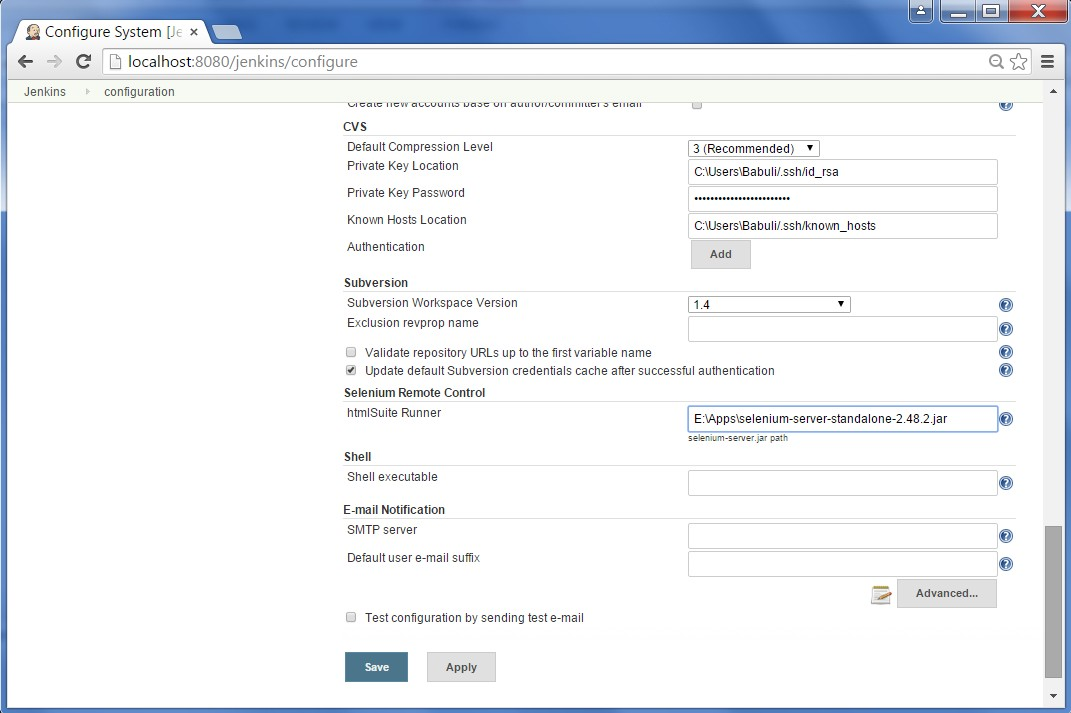 Configure System [Je
localhost:8080/jenkins/configure
Jenkins configuration
Create new accounts base on author/committer's email
CVS
Default Compression Level 3 (Recommended)
Private Key Location C:\Users\Babuli/.ssh/id_rsa
Private Key Password ••••••••••••••••••••••••
Known Hosts Location C:\Users\Babuli/.ssh/known_hosts
Authentication Add
Subversion
Subversion Workspace Version 1.4
Exclusion revprop name
Validate repository URLs up to the first variable name
Update default Subversion credentials cache after successful authentication
Selenium Remote Control
htmlSuite Runner E:\Apps\selenium-server-standalone-2.48.2.jar
selenium-server.jar path
Shell
Shell executable
E-mail Notification
SMTP server
Default user e-mail suffix
Advanced...
Test configuration by sending test e-mail
Save Apply